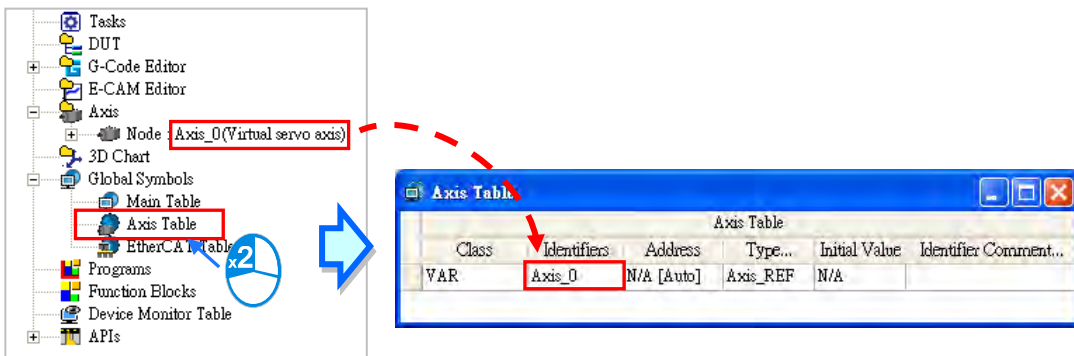 Tasks
DUT
G-Code Editor
E-CAM Editor
Axis
Node : Axis_0(Virtual servo axis)
3D Chart
Global Symbols
Main Table
Axis Table
EtherCAT Table
x2
Programs
Function Blocks
Device Monitor Table
APIs
Axis Table
Axis Table
Class Identifiers Address Type... Initial Value Identifier Comment...
VAR Axis_0 N/A [Auto] Axis_REF N/A